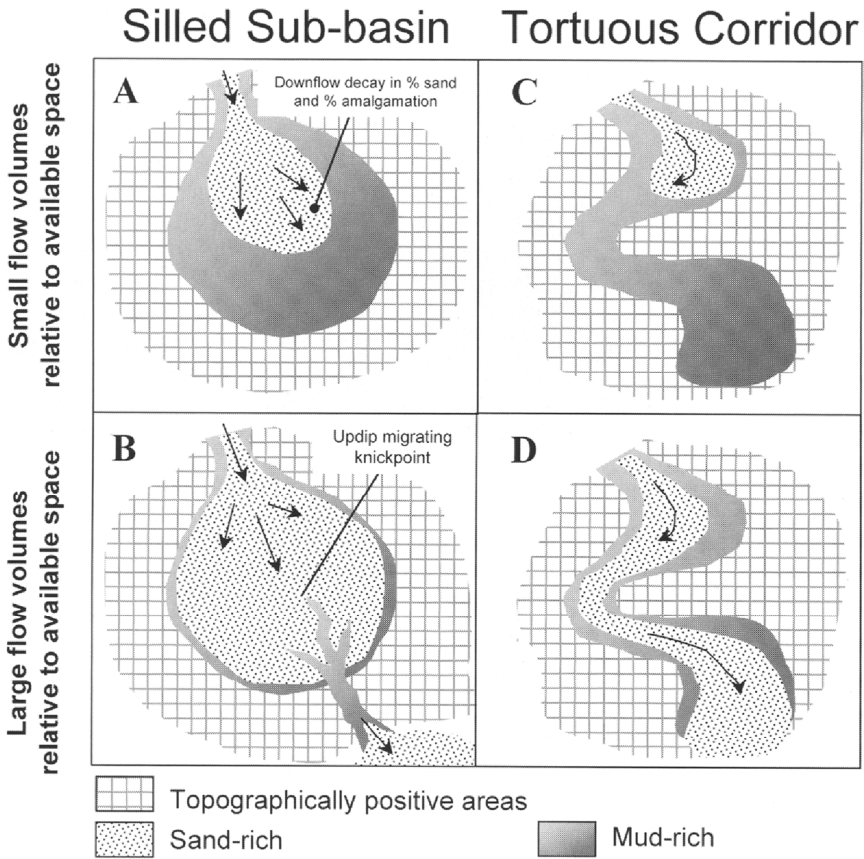 Silled Sub-basin
Tortuous Corridor
Small flow volumes
relative to available space
A
Downflow decay in % sand
and % amalgamation
C
Large flow volumes
relative to available space
B
Updip migrating
knickpoint
D
Topographically positive areas
Sand-rich
Mud-rich